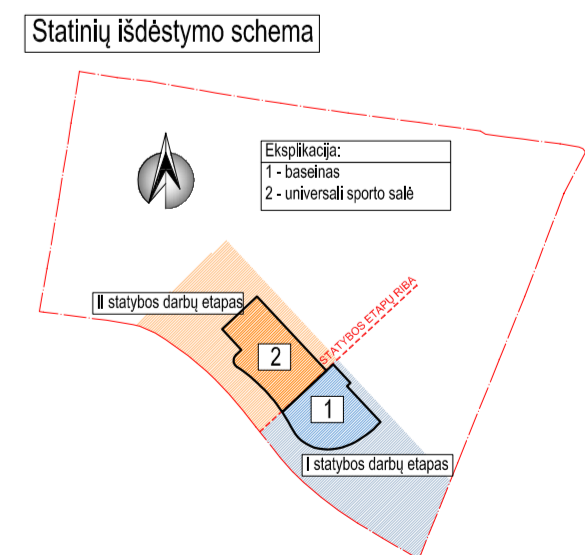 Statinių išdėstymo schema
Eksplikacija:
1 - baseinas
2 - universali sporto salė
II statybos darbų etapas
STATYBOS ETAPŲ RIBA
2
1
I statybos darbų etapas